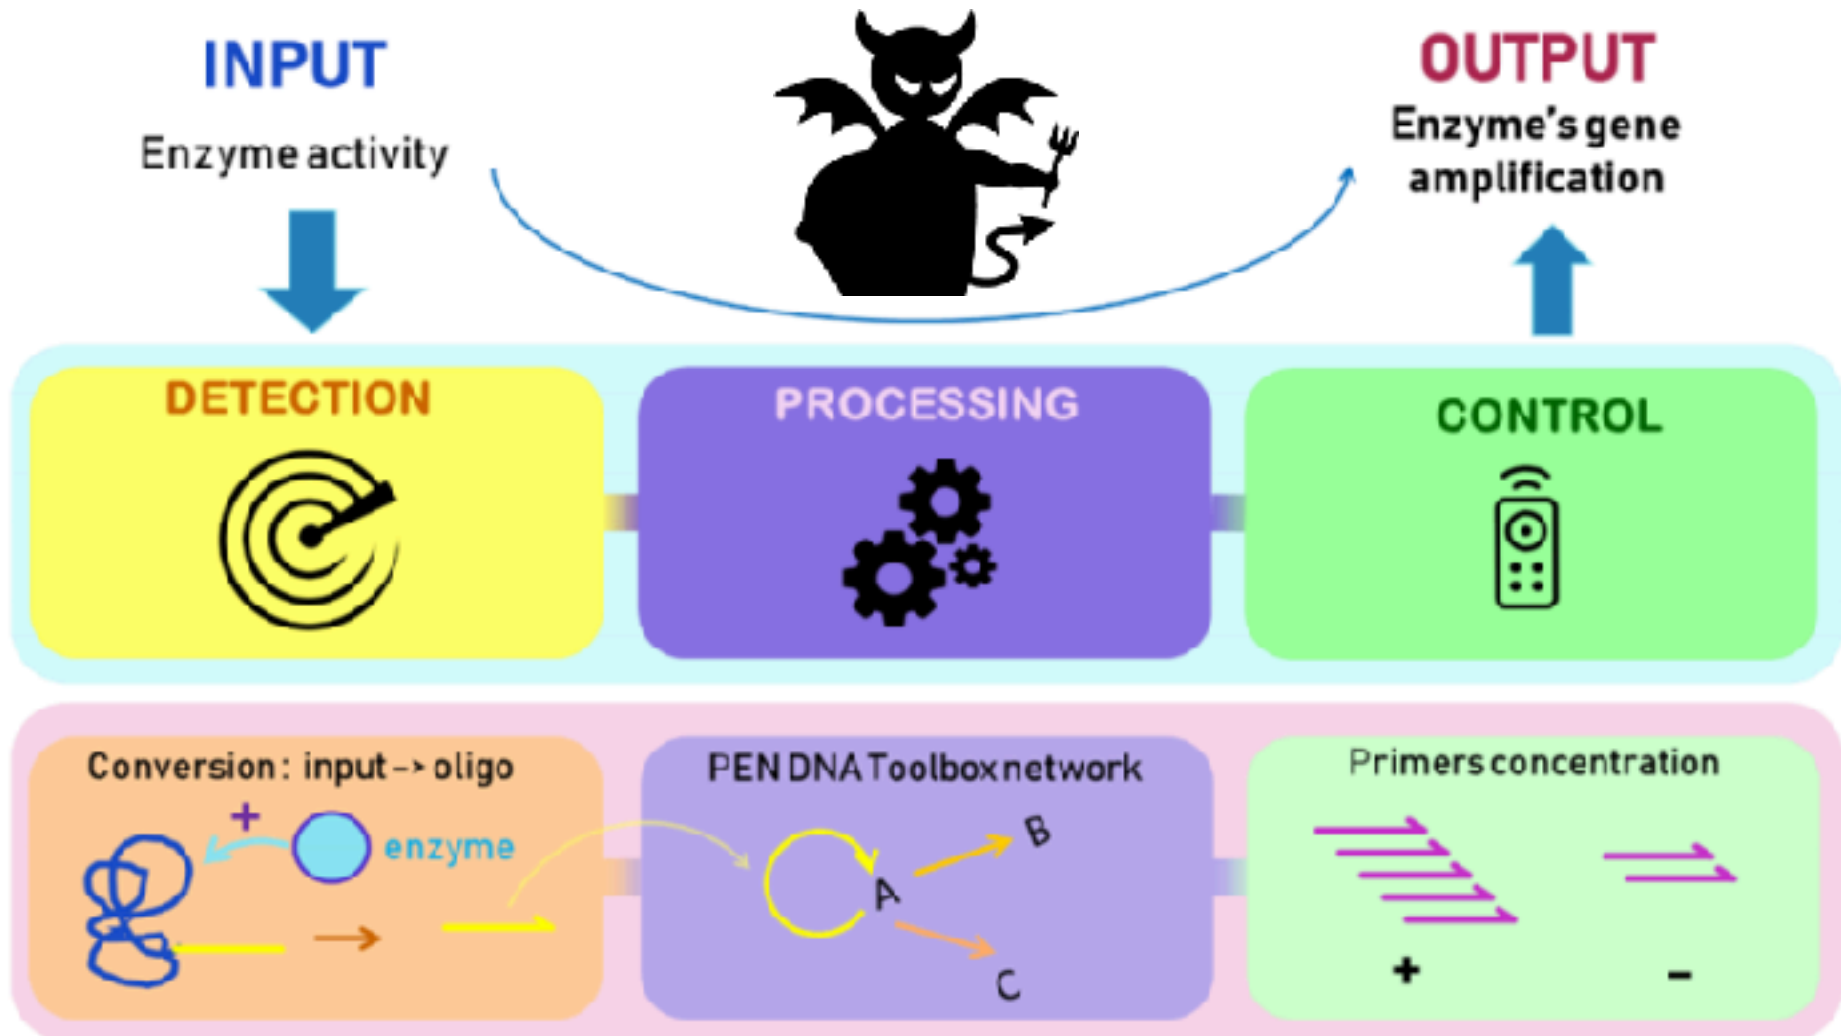 INPUT
Enzyme activity
OUTPUT
Enzyme's gene
amplification
DETECTION
PROCESSING
CONTROL
Conversion: input -> oligo
+
enzyme
PEN DNA Toolbox network
A
B
C
Primers concentration
+
-